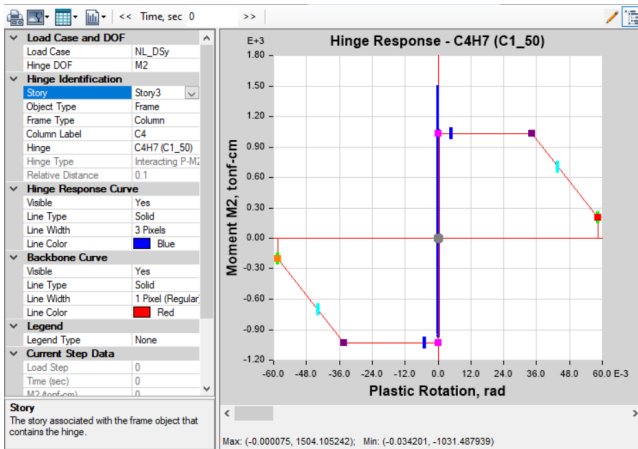 << Time, sec 0 >>
Load Case and DOF
Load Case NL_DSy
Hinge DOF M2
Hinge Identification
Story Story3
Object Type Frame
Frame Type Column
Column Label C4
Hinge C4H7 (C1_50)
Hinge Type Interacting P-M2
Relative Distance 0.1
Hinge Response Curve
Visible Yes
Line Type Solid
Line Width 3 Pixels
Line Color Blue
Backbone Curve
Visible Yes
Line Type Solid
Line Width 1 Pixel (Regular
Line Color Red
Legend
Legend Type None
Current Step Data
Load Step 0
Time (sec) 0
M2 (tonf-cm) 0
Story
The story associated with the frame object that
contains the hinge.
Hinge Response - C4H7 (C1_50)
E+3
1.80
1.50
1.20
0.90
0.60
0.30
0.00
-0.30
-0.60
-0.90
-1.20
Moment M2, tonf-cm
-60.0 -48.0 -36.0 -24.0 -12.0 0.0 12.0 24.0 36.0 48.0 60.0 E-3
Plastic Rotation, rad
Max: (-0.000075, 1504.105242); Min: (-0.034201, -1031.487939)